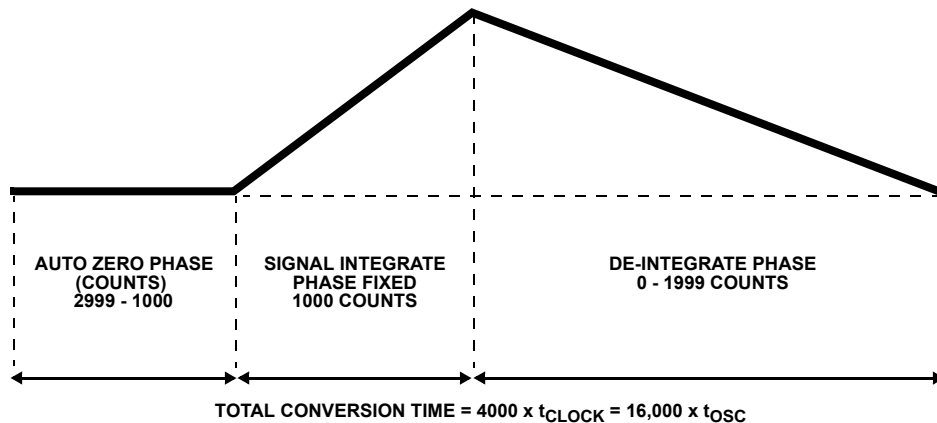 AUTO ZERO PHASE
(COUNTS)
2999 - 1000
SIGNAL INTEGRATE
PHASE FIXED
1000 COUNTS
DE-INTEGRATE PHASE
0 - 1999 COUNTS
TOTAL CONVERSION TIME = 4000 x tCLOCK = 16,000 x tOSC